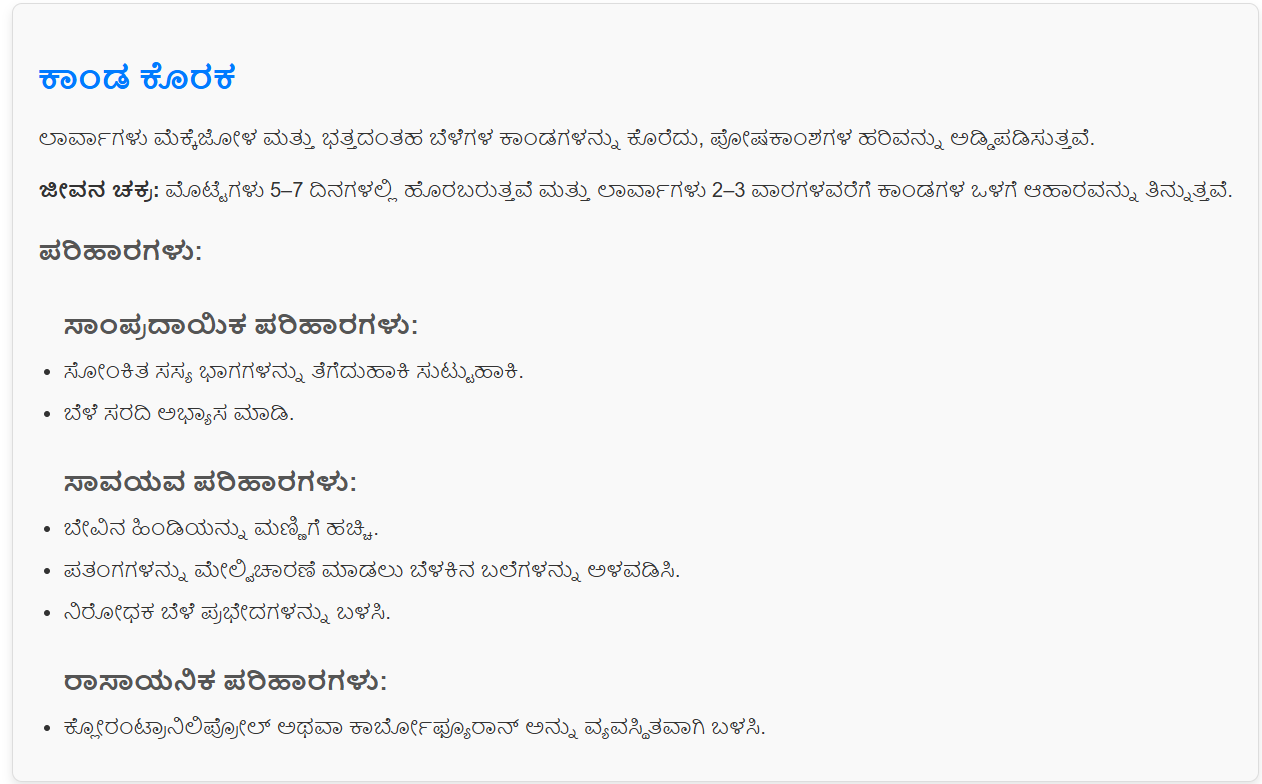 ಕಾಂಡ ಕೊರಕ
ಲಾರ್ವಾಗಳು ಮೆಕ್ಕೆಜೋಳ ಮತ್ತು ಭತ್ತದಂತಹ ಬೆಳೆಗಳ ಕಾಂಡಗಳನ್ನು ಕೊರೆದು, ಪೋಷಕಾಂಶಗಳ ಹರಿವನ್ನು ಅಡ್ಡಿಪಡಿಸುತ್ತವೆ.
ಜೀವನ ಚಕ್ರ: ಮೊಟ್ಟೆಗಳು 5–7 ದಿನಗಳಲ್ಲಿ ಹೊರಬರುತ್ತವೆ ಮತ್ತು ಲಾರ್ವಾಗಳು 2–3 ವಾರಗಳವರೆಗೆ ಕಾಂಡಗಳ ಒಳಗೆ ಆಹಾರವನ್ನು ತಿನ್ನುತ್ತವೆ.
ಪರಿಹಾರಗಳು:
ಸಾಂಪ್ರದಾಯಿಕ ಪರಿಹಾರಗಳು:
• ಸೋಂಕಿತ ಸಸ್ಯ ಭಾಗಗಳನ್ನು ತೆಗೆದುಹಾಕಿ ಸುಟ್ಟುಹಾಕಿ.
• ಬೆಳೆ ಸರದಿ ಅಭ್ಯಾಸ ಮಾಡಿ.
ಸಾವಯವ ಪರಿಹಾರಗಳು:
• ಬೇವಿನ ಹಿಂಡಿಯನ್ನು ಮಣ್ಣಿಗೆ ಹಚ್ಚಿ.
• ಪತಂಗಗಳನ್ನು ಮೇಲ್ವಿಚಾರಣೆ ಮಾಡಲು ಬೆಳಕಿನ ಬಲೆಗಳನ್ನು ಅಳವಡಿಸಿ.
• ನಿರೋಧಕ ಬೆಳೆ ಪ್ರಭೇದಗಳನ್ನು ಬಳಸಿ.
ರಾಸಾಯನಿಕ ಪರಿಹಾರಗಳು:
• ಕ್ಲೋರಂಟ್ರಾನಿಲಿಪ್ರೋಲ್ ಅಥವಾ ಕಾರ್ಬೋಫ್ಯೂರಾನ್ ಅನ್ನು ವ್ಯವಸ್ಥಿತವಾಗಿ ಬಳಸಿ.